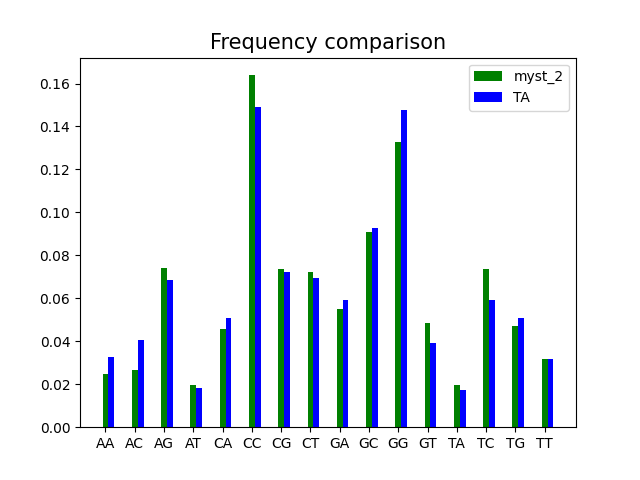 Frequency comparison
myst_2
TA
0.16
0.14
0.12
0.10
0.08
0.06
0.04
0.02
0.00
AA AC AG AT CA CC CG CT GA GC GG GT TA TC TG TT